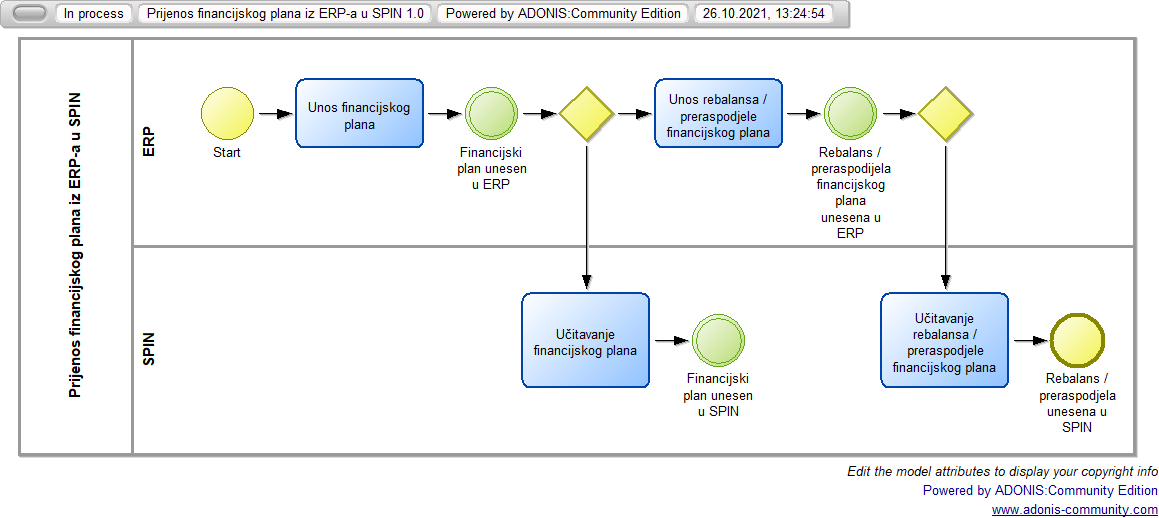 In process
Prijenos financijskog plana iz ERP-a u SPIN 1.0
Powered by ADONIS:Community Edition
26.10.2021, 13:24:54
Prijenos financijskog plana iz ERP-a u SPIN
ERP
Start
Unos financijskog
plana
Financijski
plan unesen
u ERP
Unos rebalansa /
preraspodjele
financijskog plana
Rebalans /
preraspodijela
financijskog
plana
unesena u
ERP
SPIN
Učitavanje
financijskog plana
Financijski
plan unesen
u SPIN
Učitavanje
rebalansa /
preraspodjele
financijskog plana
Rebalans /
preraspodjela
unesena u
SPIN
Edit the model attributes to display your copyright info
Powered by ADONIS:Community Edition
www.adonis-community.com